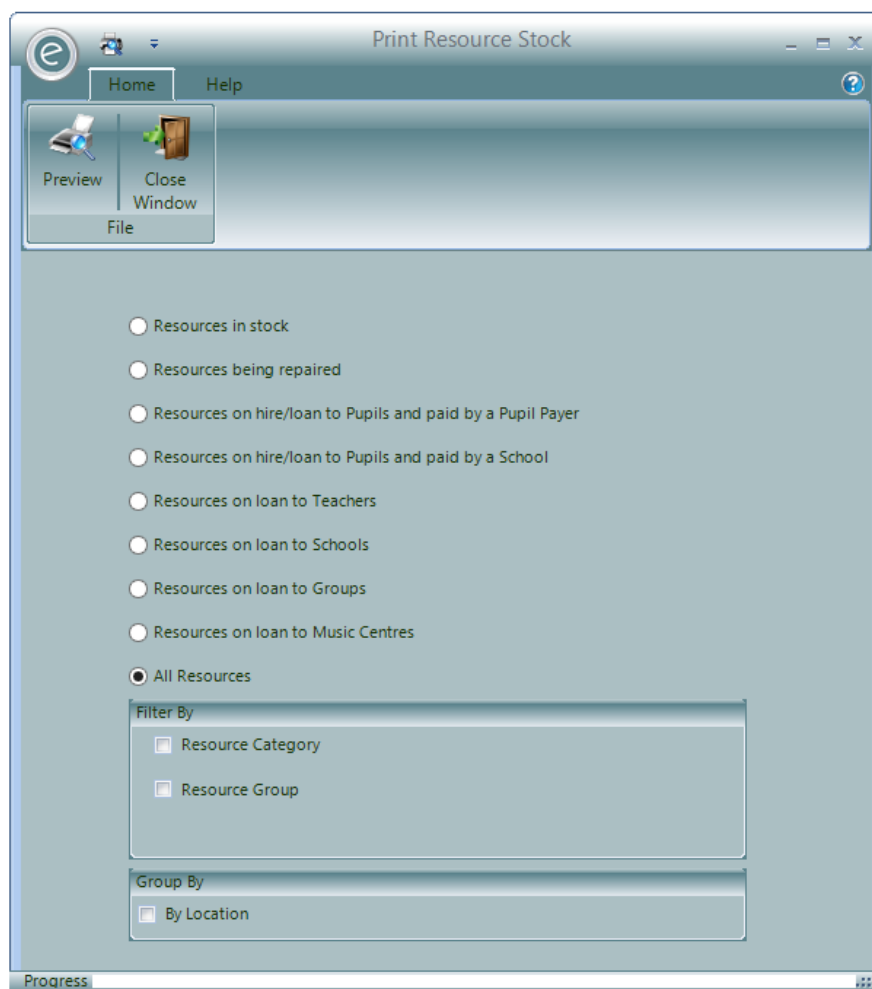 e
Print Resource Stock
Home
Help
?
Preview
Close
Window
File
Resources in stock
Resources being repaired
Resources on hire/loan to Pupils and paid by a Pupil Payer
Resources on hire/loan to Pupils and paid by a School
Resources on loan to Teachers
Resources on loan to Schools
Resources on loan to Groups
Resources on loan to Music Centres
All Resources
Filter By
Resource Category
Resource Group
Group By
By Location
Progress